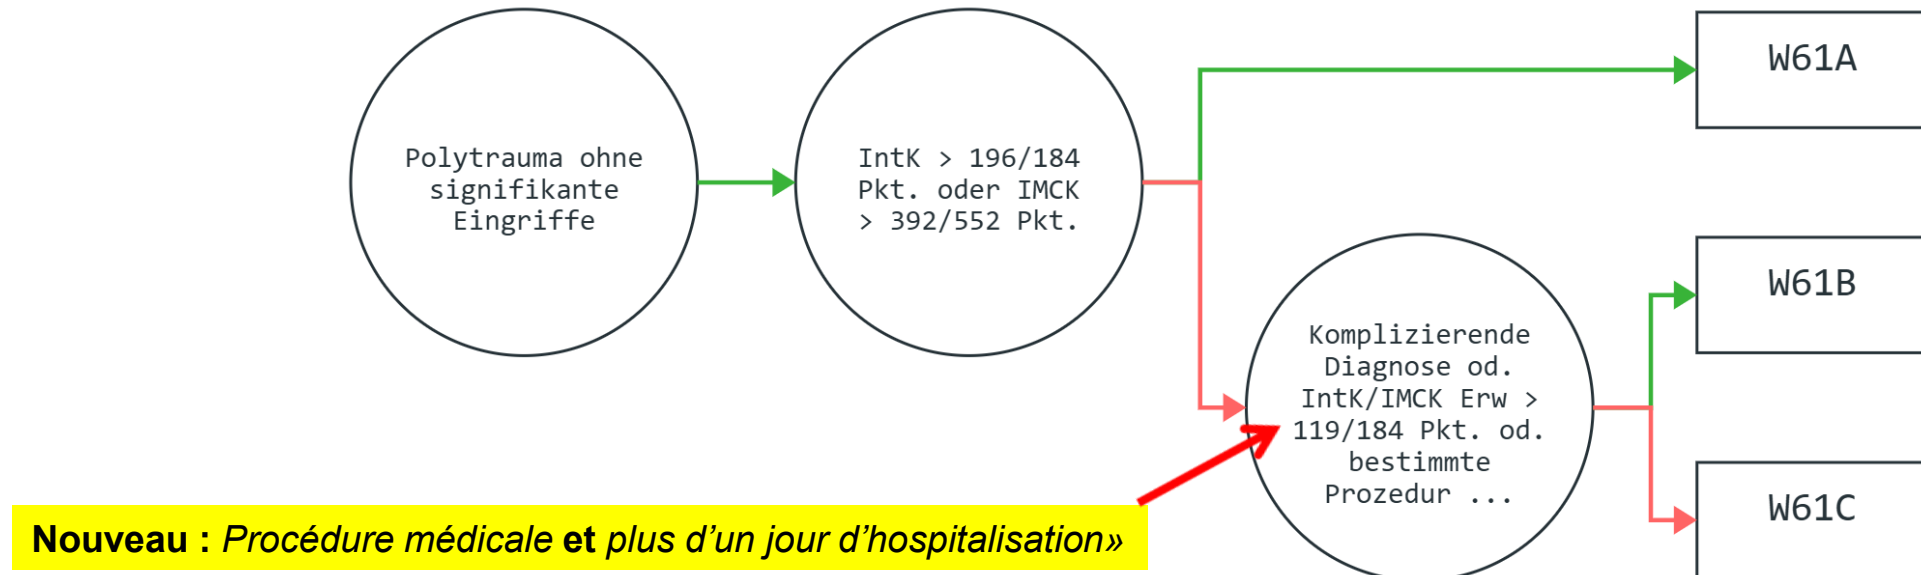 Polytrauma ohne
signifikante
Eingriffe
IntK > 196/184
Pkt. oder IMCK
> 392/552 Pkt.
W61A
W61B
Komplizierende
Diagnose od.
IntK/IMCK Erw >
119/184 Pkt. od.
bestimmte
Prozedur ...
W61C
Nouveau : Procédure médicale et plus d’un jour d’hospitalisation»